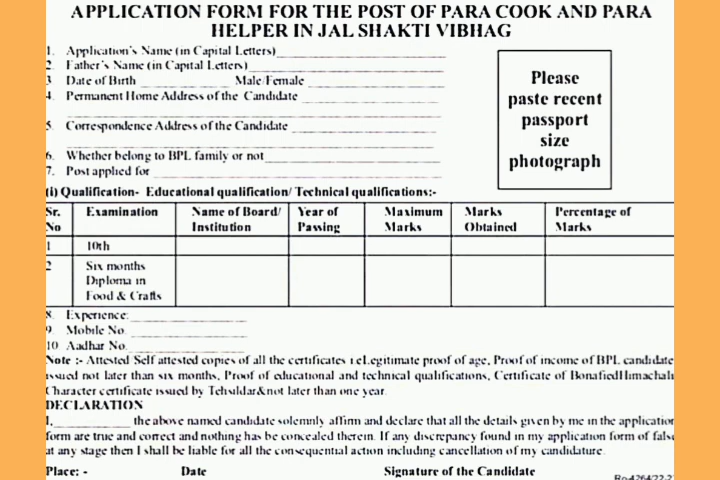 APPLICATION FORM FOR THE POST OF PARA COOK AND PARA
HELPER IN JAL SHAKTI VIBHAG
1. Application's Name (in Capital Letters)
2. Father's Name (in Capital Letters)
3 Date of Birth Male/Female
4. Permanent Home Address of the Candidate
5. Correspondence Address of the Candidate
6. Whether belong to BPL family or not
7. Post applied for
Please
paste recent
passport
size
photograph
(i) Qualification- Educational qualification/ Technical qualifications:-
Sr. No Examination Name of Board/ Institution Year of Passing Maximum Marks Marks Obtained Percentage of Marks
1 10th
2 Six months Diploma in Food & Crafts
8. Experience:
9. Mobile No.
10. Aadhar No.
Note :- Attested Self attested copies of all the certificates i.eLegitimate proof of age, Proof of income of BPL candidate
issued not later than six months, Proof of educational and technical qualifications, Certificate of BonafiedHimachali
Character certificate issued by Tehsildar&not later than one year.
DECLARATION
I, the above named candidate solemnly affirm and declare that all the details given by me in the application
form are true and correct and nothing has be concealed therein. If any discrepancy found in my application form of false
at any stage then I shall be liable for all the consequential action including cancellation of my candidature.
Place: - Date Signature of the Candidate